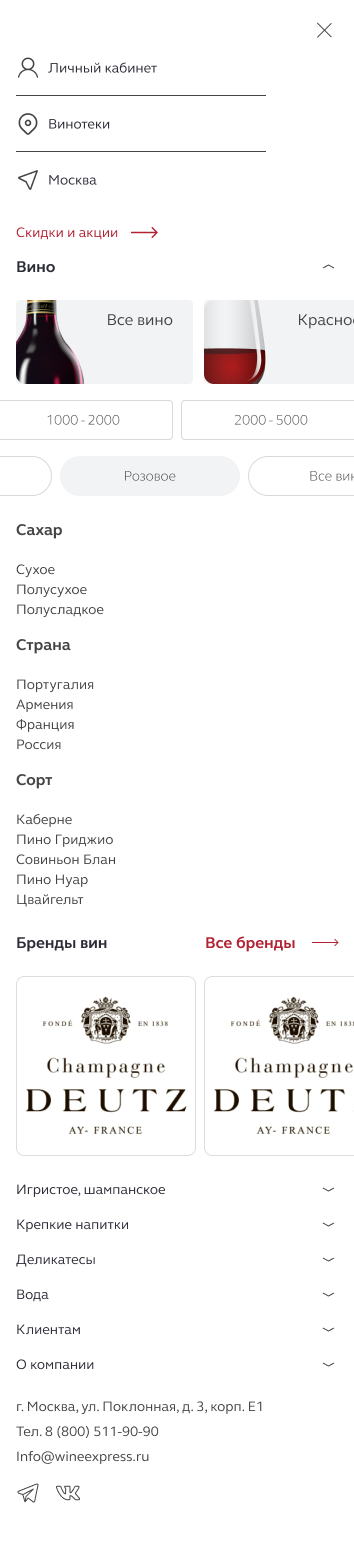 Личный кабинет
Винотеки
Москва
Скидки и акции
Вино
Все вино
Красно
1000 - 2000
2000 - 5000
Розовое
Все ви
Сахар
Сухое
Полусухое
Полусладкое
Страна
Португалия
Армения
Франция
Россия
Сорт
Каберне
Пино Гриджио
Совиньон Блан
Пино Нуар
Цвайгельт
Бренды вин
Все бренды
FONDÉ EN 1838
Champagne
DEUTZ
AY- FRANCE
FONDÉ EN 1838
Champagne
DEUT
AY- FRANCE
Игристое, шампанское
Крепкие напитки
Деликатесы
Вода
Клиентам
О компании
г. Москва, ул. Поклонная, д. 3, корп. Е1
Тел. 8 (800) 511-90-90
Info@wineexpress.ru